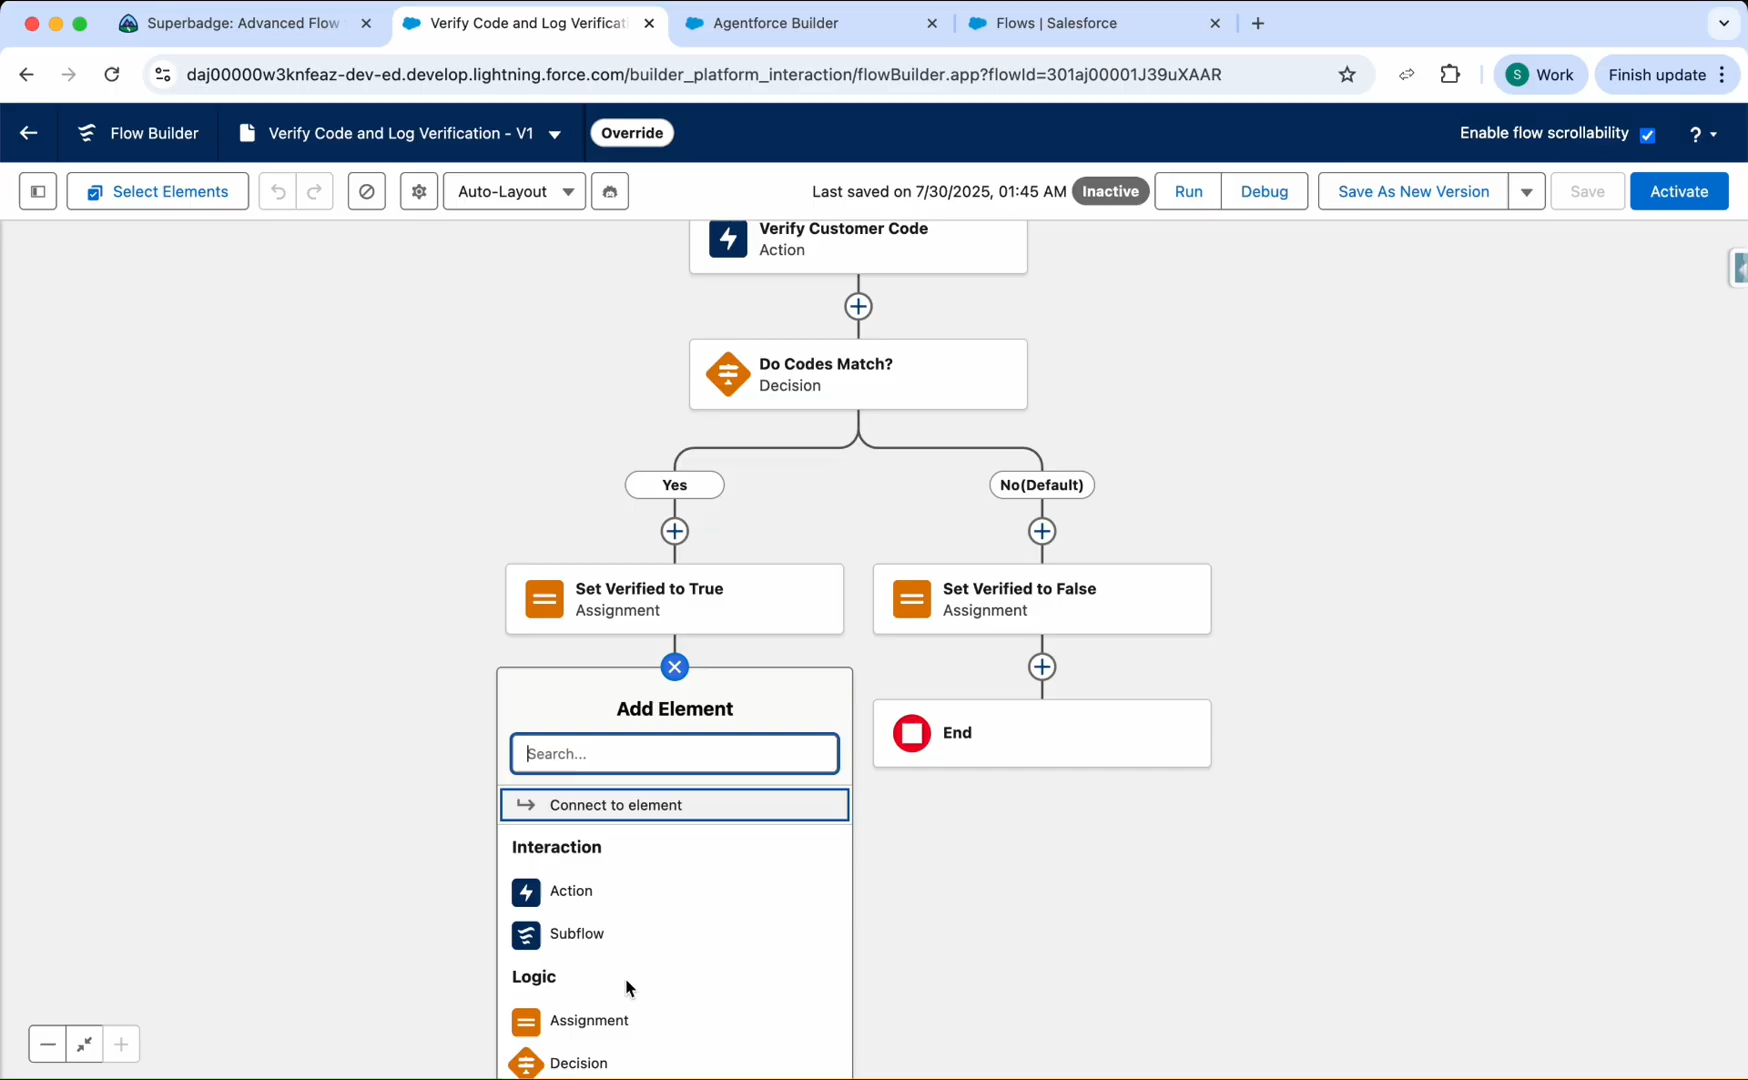 Superbadge: Advanced Flow
Verify Code and Log Verificati
Agentforce Builder
Flows | Salesforce
daj00000w3knfeaz-dev-ed.develop.lightning.force.com/builder_platform_interaction/flowBuilder.app?flowId=301aj00001J39uXAAR
S Work
Finish update
Flow Builder
Verify Code and Log Verification - V1
Override
Enable flow scrollability
?
Select Elements
Auto-Layout
Last saved on 7/30/2025, 01:45 AM
Inactive
Run
Debug
Save As New Version
Save
Activate
Verify Customer Code
Action
Do Codes Match?
Decision
Yes
No(Default)
Set Verified to True
Assignment
Set Verified to False
Assignment
Add Element
Search...
End
Connect to element
Interaction
Action
Subflow
Logic
Assignment
Decision